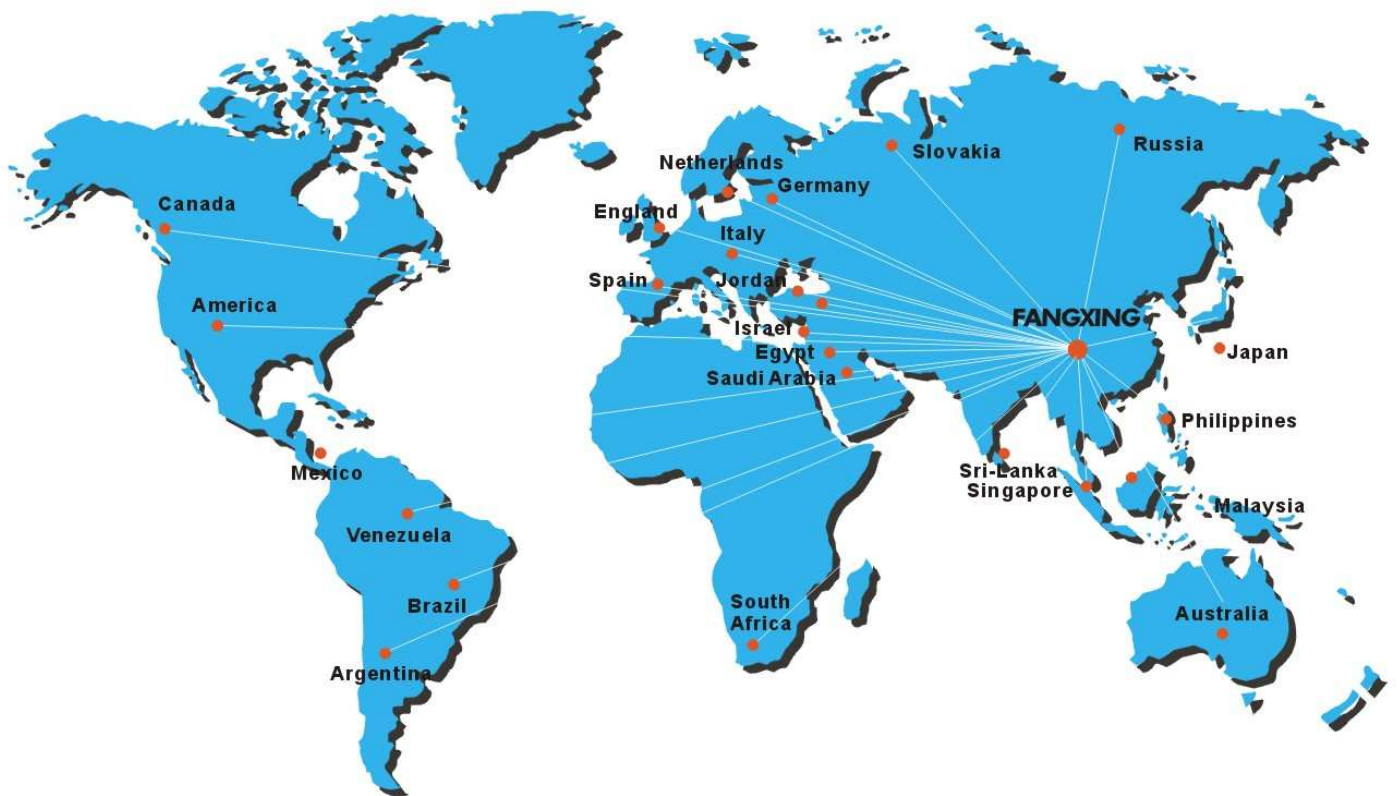 Slovakia
Russia
Netherlands
Germany
Canada
England
Italy
Spain
Jordan
America
FANGXING
Israel
Egypt
Japan
Saudi Arabia
Philippines
Mexico
Sri-Lanka
Singapore
Malaysia
Venezuela
Brazil
South
Africa
Australia
Argentina